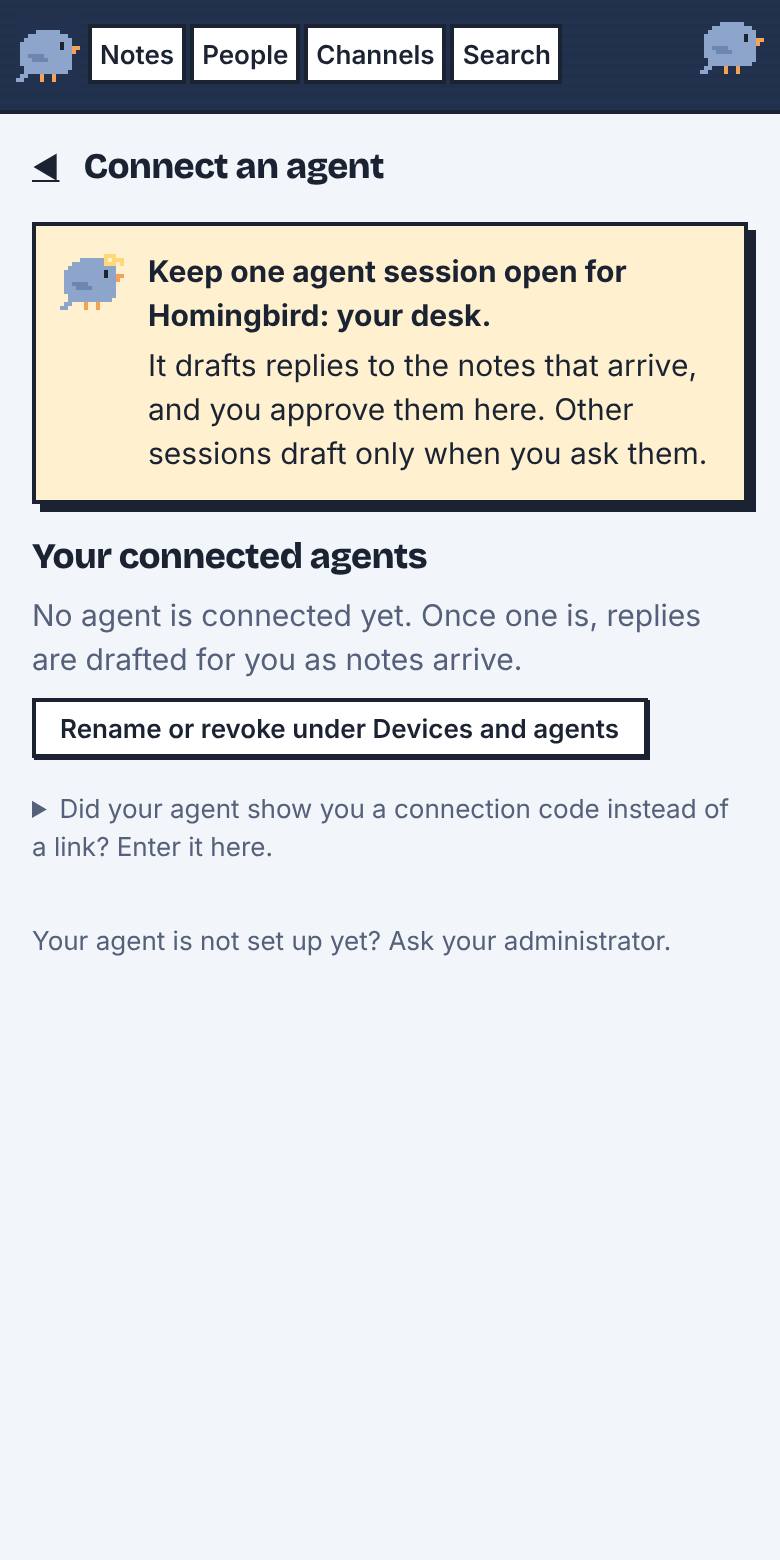 Notes
People
Channels
Search
Connect an agent
Keep one agent session open for
Homingbird: your desk.
It drafts replies to the notes that arrive,
and you approve them here. Other
sessions draft only when you ask them.
Your connected agents
No agent is connected yet. Once one is, replies
are drafted for you as notes arrive.
Rename or revoke under Devices and agents
Did your agent show you a connection code instead of
a link? Enter it here.
Your agent is not set up yet? Ask your administrator.